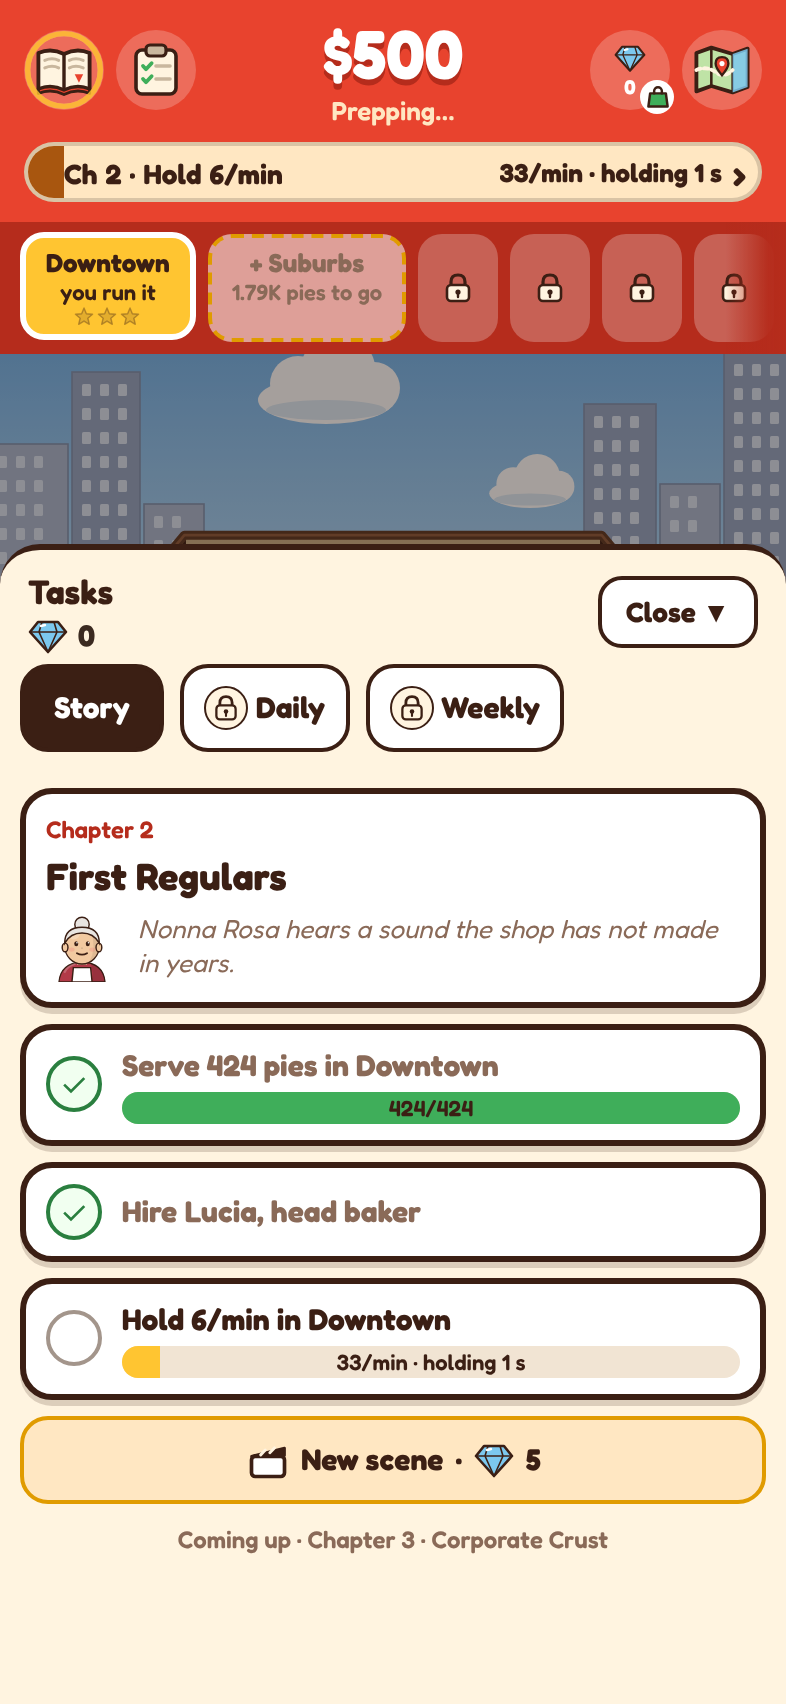 $500
0
Prepping...
Ch 2 · Hold 6/min
33/min · holding 1 s ›
Downtown
you run it
+ Suburbs
1.79K pies to go
Tasks
0
Close ▼
Story
Daily
Weekly
Chapter 2
First Regulars
Nonna Rosa hears a sound the shop has not made
in years.
Serve 424 pies in Downtown
424/424
Hire Lucia, head baker
Hold 6/min in Downtown
33/min · holding 1 s
New scene · 5
Coming up · Chapter 3 · Corporate Crust